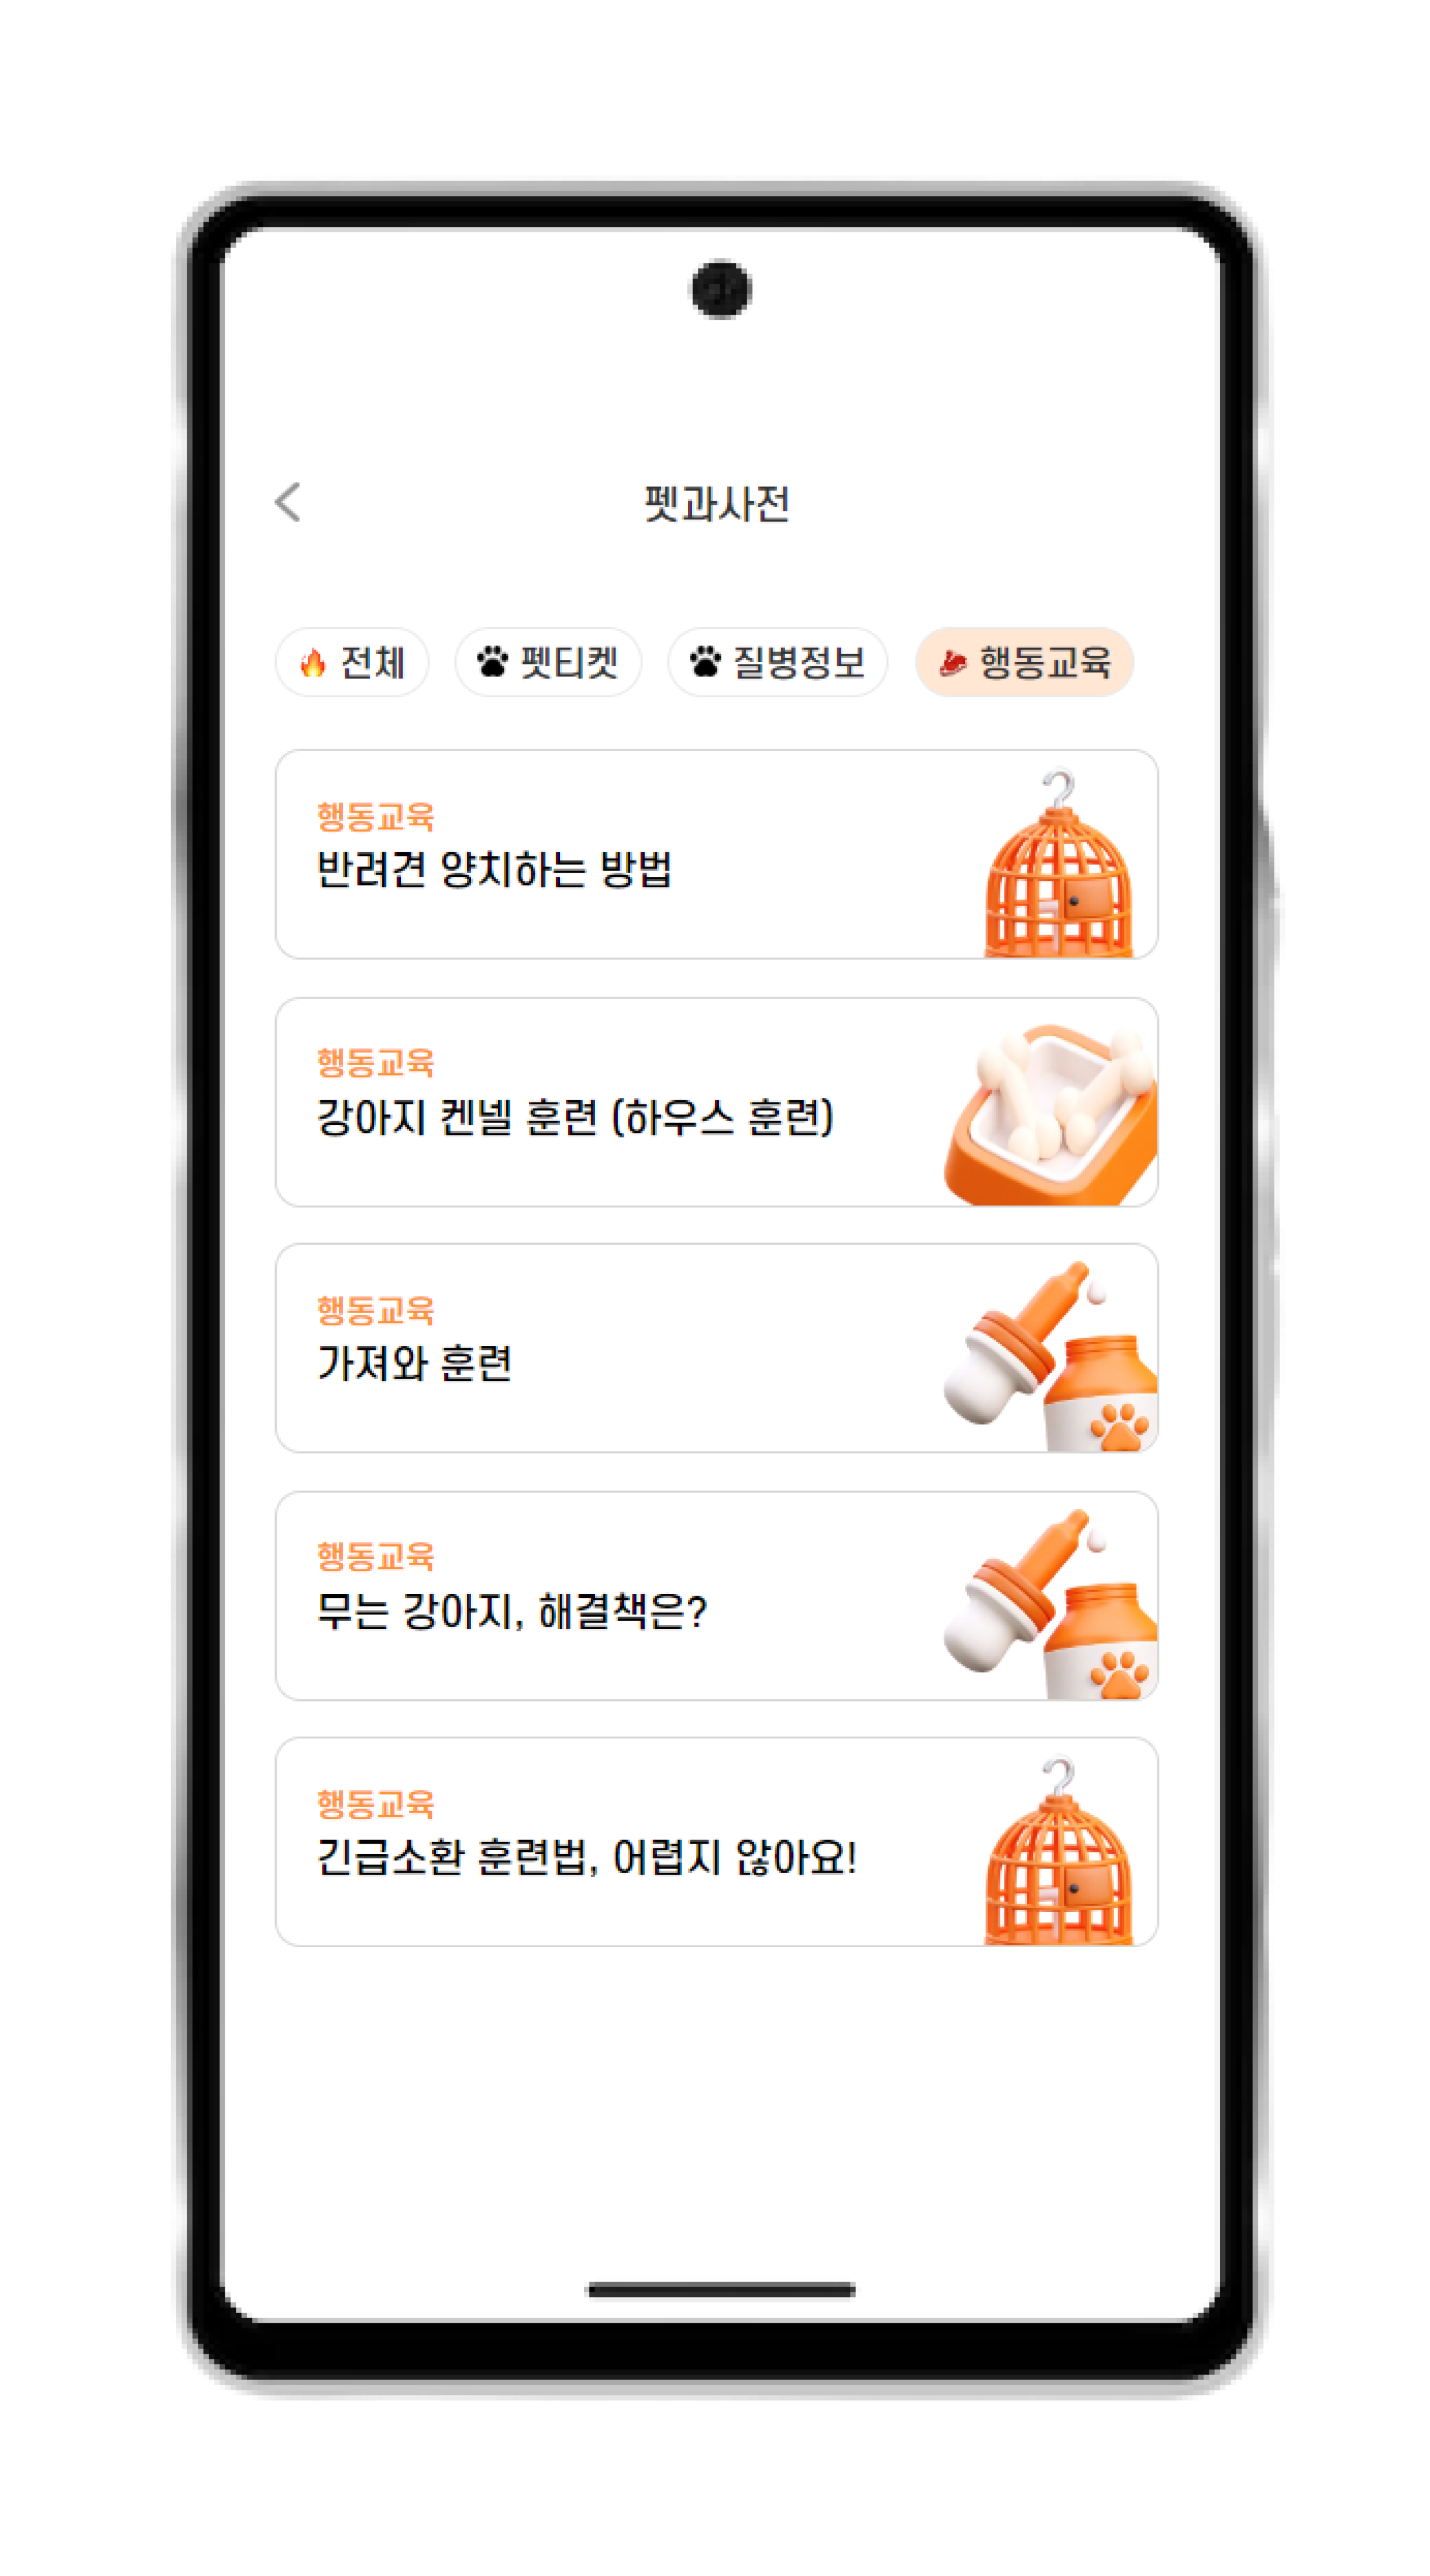 펫과사전
전체
펫티켓
질병정보
행동교육
행동교육
반려견 양치하는 방법
행동교육
강아지 켄넬 훈련 (하우스 훈련)
행동교육
가져와 훈련
행동교육
무는 강아지, 해결책은?
행동교육
긴급소환 훈련법, 어렵지 않아요!